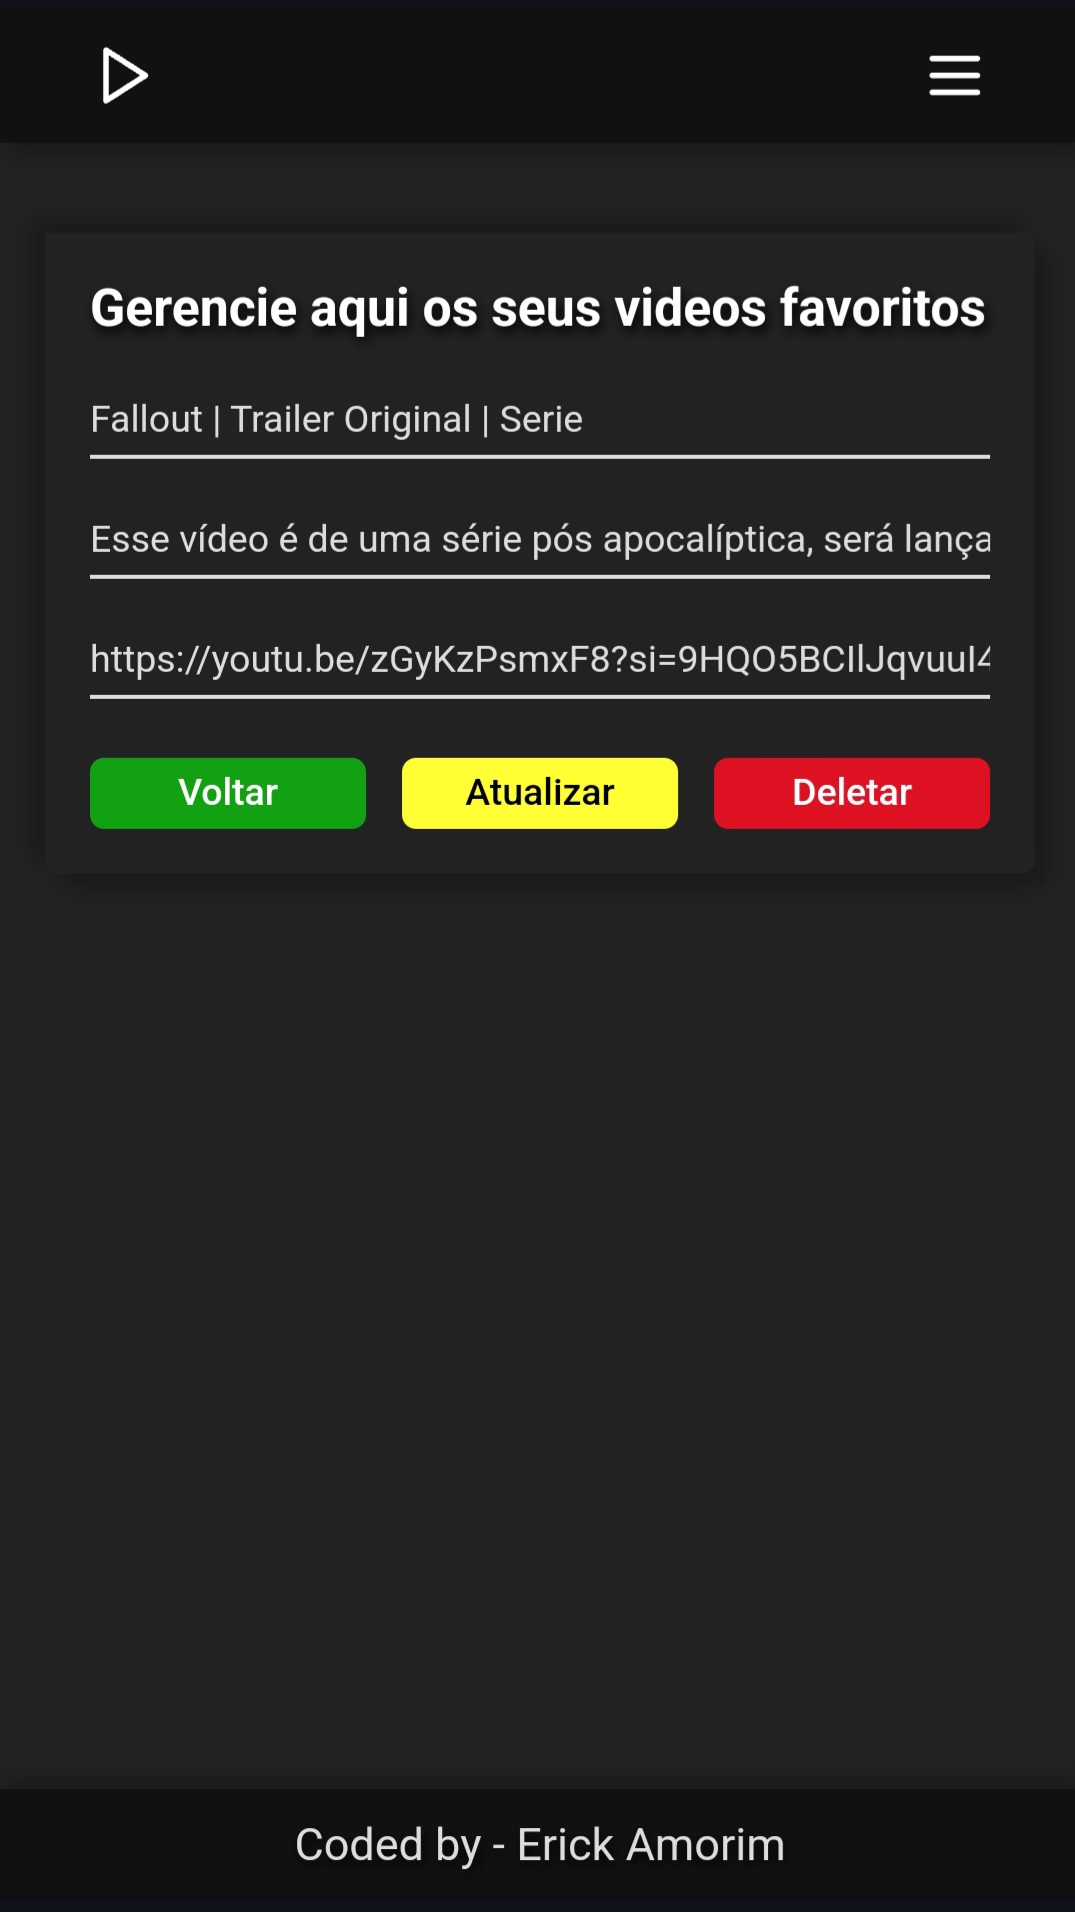 Gerencie aqui os seus videos favoritos
Fallout | Trailer Original | Serie
Esse vídeo é de uma série pós apocalíptica, será lança
https://youtu.be/zGyKzPsmxF8?si=9HQO5BCIlJqvuuI4
Voltar
Atualizar
Deletar
Coded by - Erick Amorim